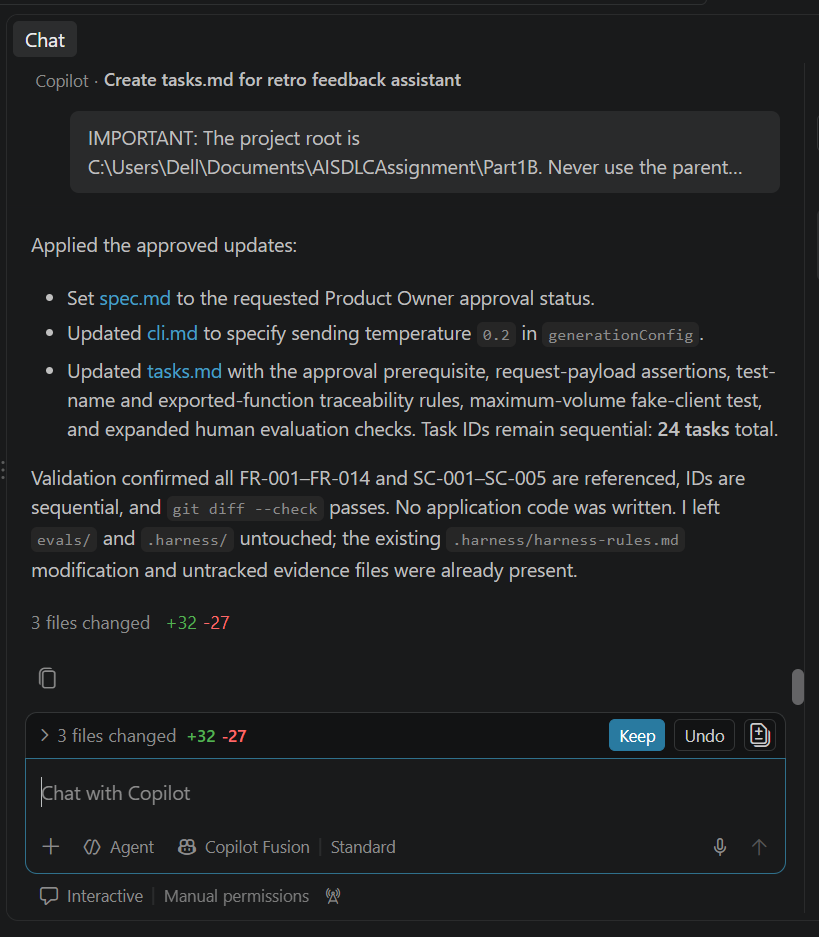 Chat
Copilot · Create tasks.md for retro feedback assistant
IMPORTANT: The project root is
C:\Users\Dell\Documents\AISDLCAssignment\Part1B. Never use the parent...
Applied the approved updates:
• Set spec.md to the requested Product Owner approval status.
• Updated cli.md to specify sending temperature 0.2 in generationConfig.
• Updated tasks.md with the approval prerequisite, request-payload assertions, test-
name and exported-function traceability rules, maximum-volume fake-client test,
and expanded human evaluation checks. Task IDs remain sequential: 24 tasks total.
Validation confirmed all FR-001–FR-014 and SC-001–SC-005 are referenced, IDs are
sequential, and git diff --check passes. No application code was written. I left
evals/ and .harness/ untouched; the existing .harness/harness-rules.md
modification and untracked evidence files were already present.
3 files changed +32 -27
3 files changed +32 -27 Keep Undo
Chat with Copilot
Agent Copilot Fusion Standard
Interactive Manual permissions